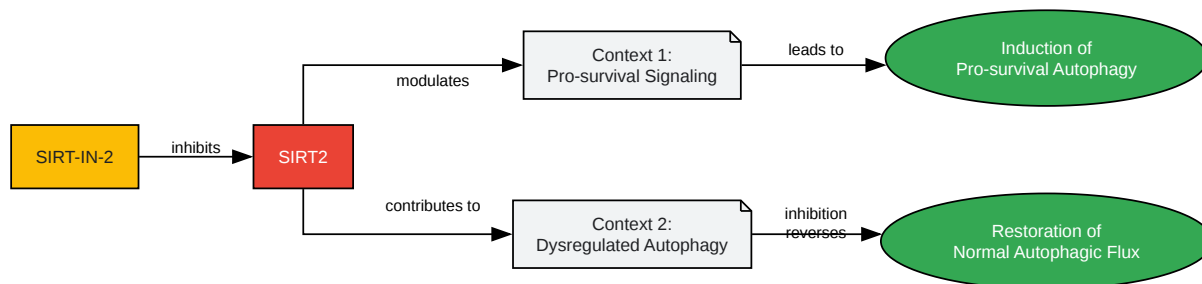 SIRT-IN-2
inhibits
SIRT2
modulates
Context 1:
Pro-survival Signaling
leads to
Induction of
Pro-survival Autophagy
contributes to
Context 2:
Dysregulated Autophagy
inhibition
reverses
Restoration of
Normal Autophagic Flux